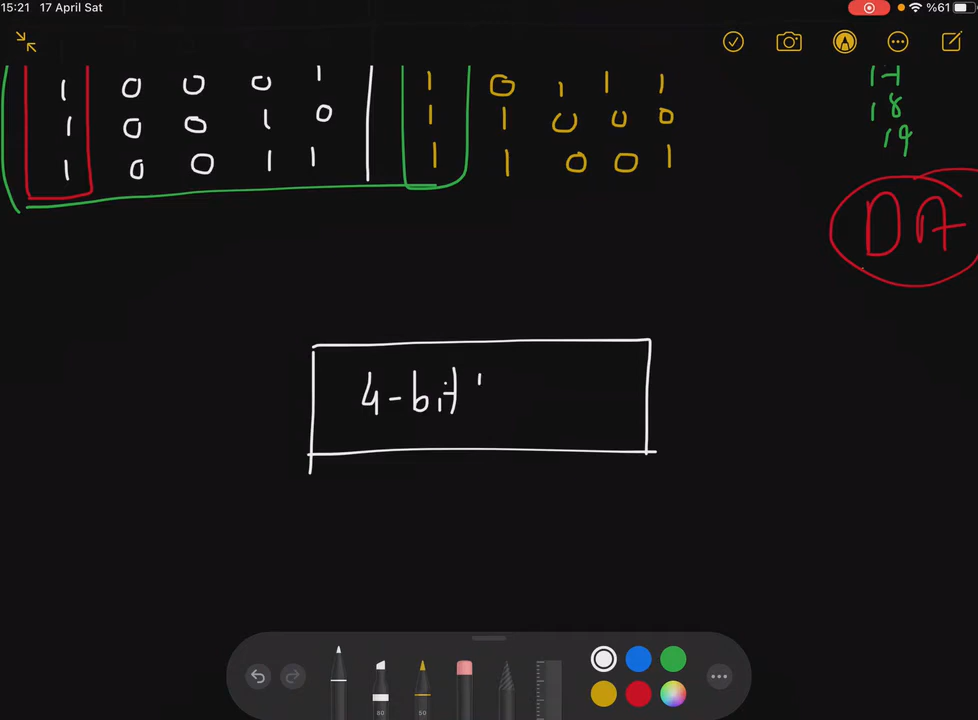 15:21 17 April Sat %61
1 0 0 0 1 1 0 1 1 1 17
1 0 0 1 0 1 1 0 0 0 18
1 0 0 1 1 1 1 0 0 1 19
DA
4-bit
80 50